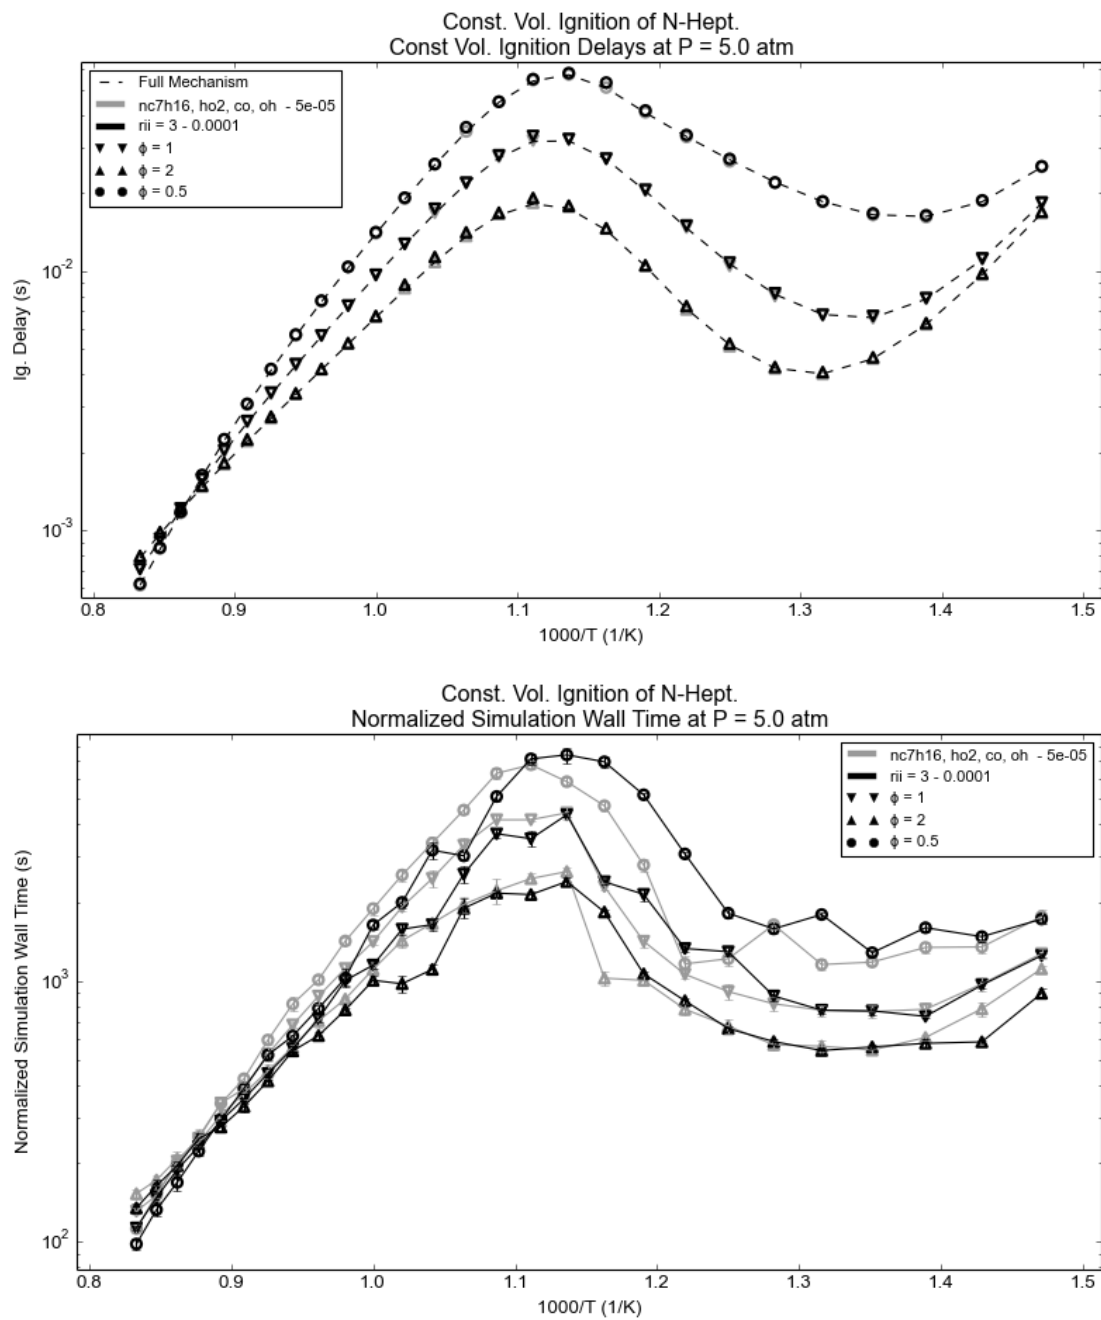 Const. Vol. Ignition of N-Hept.
Const Vol. Ignition Delays at P = 5.0 atm
Full Mechanism
nc7h16, ho2, co, oh - 5e-05
rii = 3 - 0.0001
ϕ = 1
ϕ = 2
ϕ = 0.5
Ig. Delay (s)
10^-2
10^-3
0.8 0.9 1.0 1.1 1.2 1.3 1.4 1.5
1000/T (1/K)
Const. Vol. Ignition of N-Hept.
Normalized Simulation Wall Time at P = 5.0 atm
nc7h16, ho2, co, oh - 5e-05
rii = 3 - 0.0001
ϕ = 1
ϕ = 2
ϕ = 0.5
Normalized Simulation Wall Time (s)
10^3
10^2
0.8 0.9 1.0 1.1 1.2 1.3 1.4 1.5
1000/T (1/K)